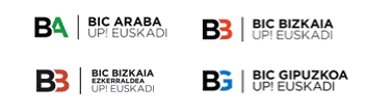 BA BIC ARABA
UP! EUSKADI
BB BIC BIZKAIA
UP! EUSKADI
BB BIC BIZKAIA
EZKERRALDEA
UP! EUSKADI
BG BIC GIPUZKOA
UP! EUSKADI